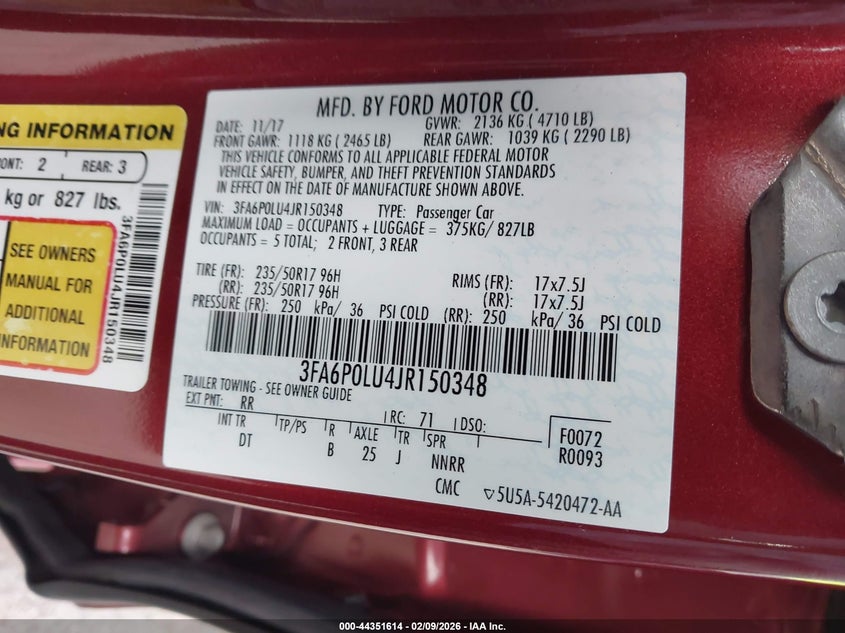 NG INFORMATION
ONT: 2 REAR: 3
kg or 827 lbs.
SEE OWNERS
MANUAL FOR
ADDITIONAL
INFORMATION
3FA6P0LU4JR150348
MFD. BY FORD MOTOR CO.
DATE: 11/17 GVWR: 2136 KG ( 4710 LB)
FRONT GAWR: 1118 KG ( 2465 LB) REAR GAWR: 1039 KG ( 2290 LB)
THIS VEHICLE CONFORMS TO ALL APPLICABLE FEDERAL MOTOR
VEHICLE SAFETY, BUMPER, AND THEFT PREVENTION STANDARDS
IN EFFECT ON THE DATE OF MANUFACTURE SHOWN ABOVE.
VIN: 3FA6P0LU4JR150348 TYPE: Passenger Car
MAXIMUM LOAD = OCCUPANTS + LUGGAGE = 375KG/ 827LB
OCCUPANTS = 5 TOTAL; 2 FRONT, 3 REAR
TIRE (FR): 235/50R17 96H RIMS (FR): 17x7.5J
(RR): 235/50R17 96H (RR): 17x7.5J
PRESSURE (FR): 250 kPa/ 36 PSI COLD (RR): 250 kPa/ 36 PSI COLD
3FA6P0LU4JR150348
TRAILER TOWING - SEE OWNER GUIDE
EXT PNT: RR RC: 71 DSO: F0072
INT TR TP/PS R AXLE TR SPR R0093
DT B 25 J NNRR
CMC 5U5A-5420472-AA
000-44351614 | 02/09/2026 - IAA Inc.